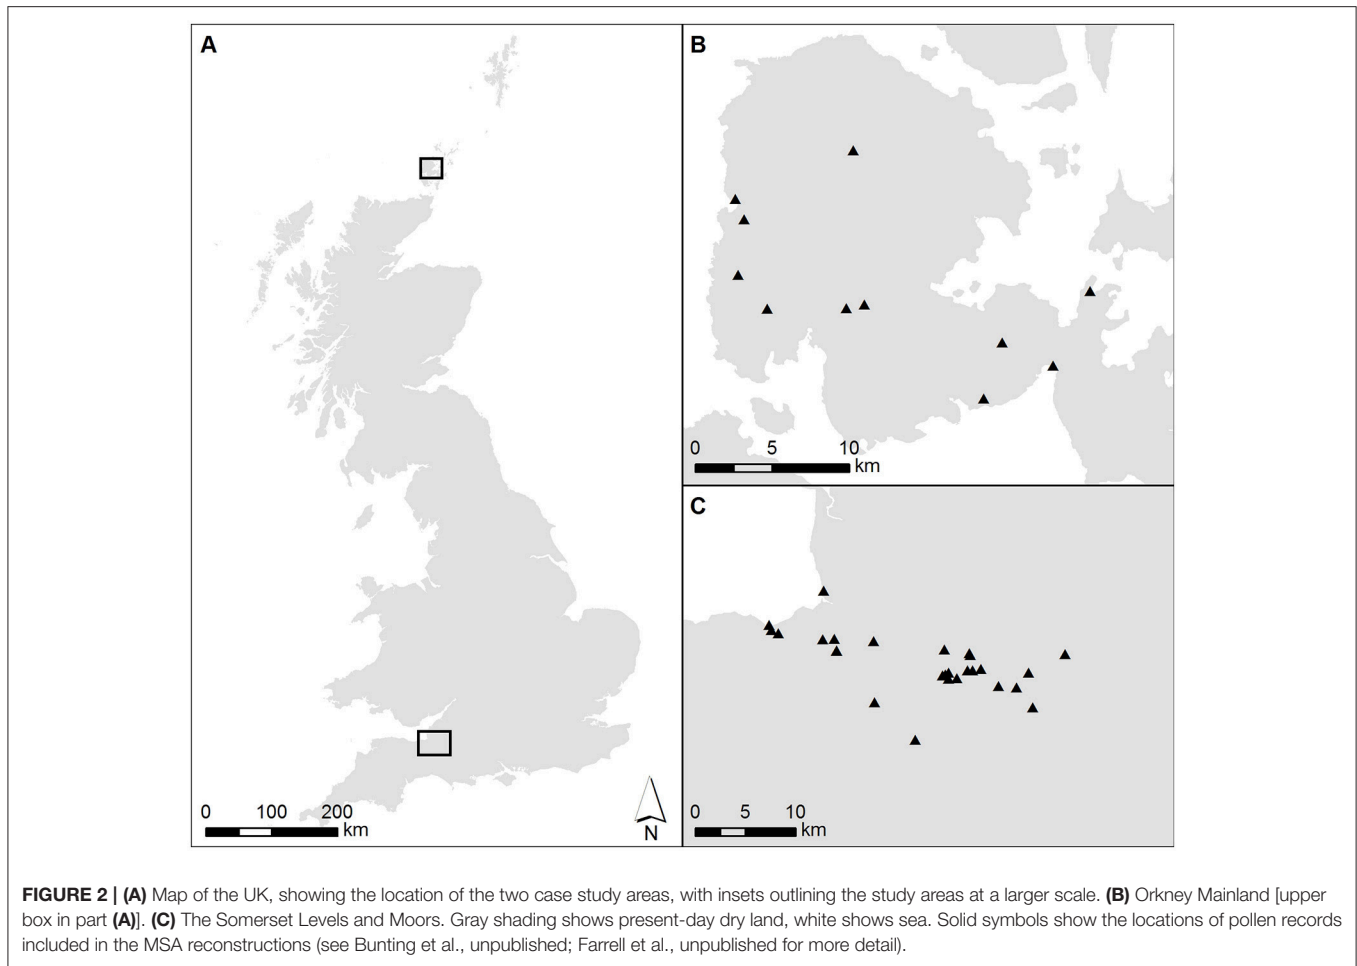 A
0 100 200
km
N
B
0 5 10
km
C
0 5 10
km
FIGURE 2 | (A) Map of the UK, showing the location of the two case study areas, with insets outlining the study areas at a larger scale. (B) Orkney Mainland [upper
box in part (A)]. (C) The Somerset Levels and Moors. Gray shading shows present-day dry land, white shows sea. Solid symbols show the locations of pollen records
included in the MSA reconstructions (see Bunting et al., unpublished; Farrell et al., unpublished for more detail).